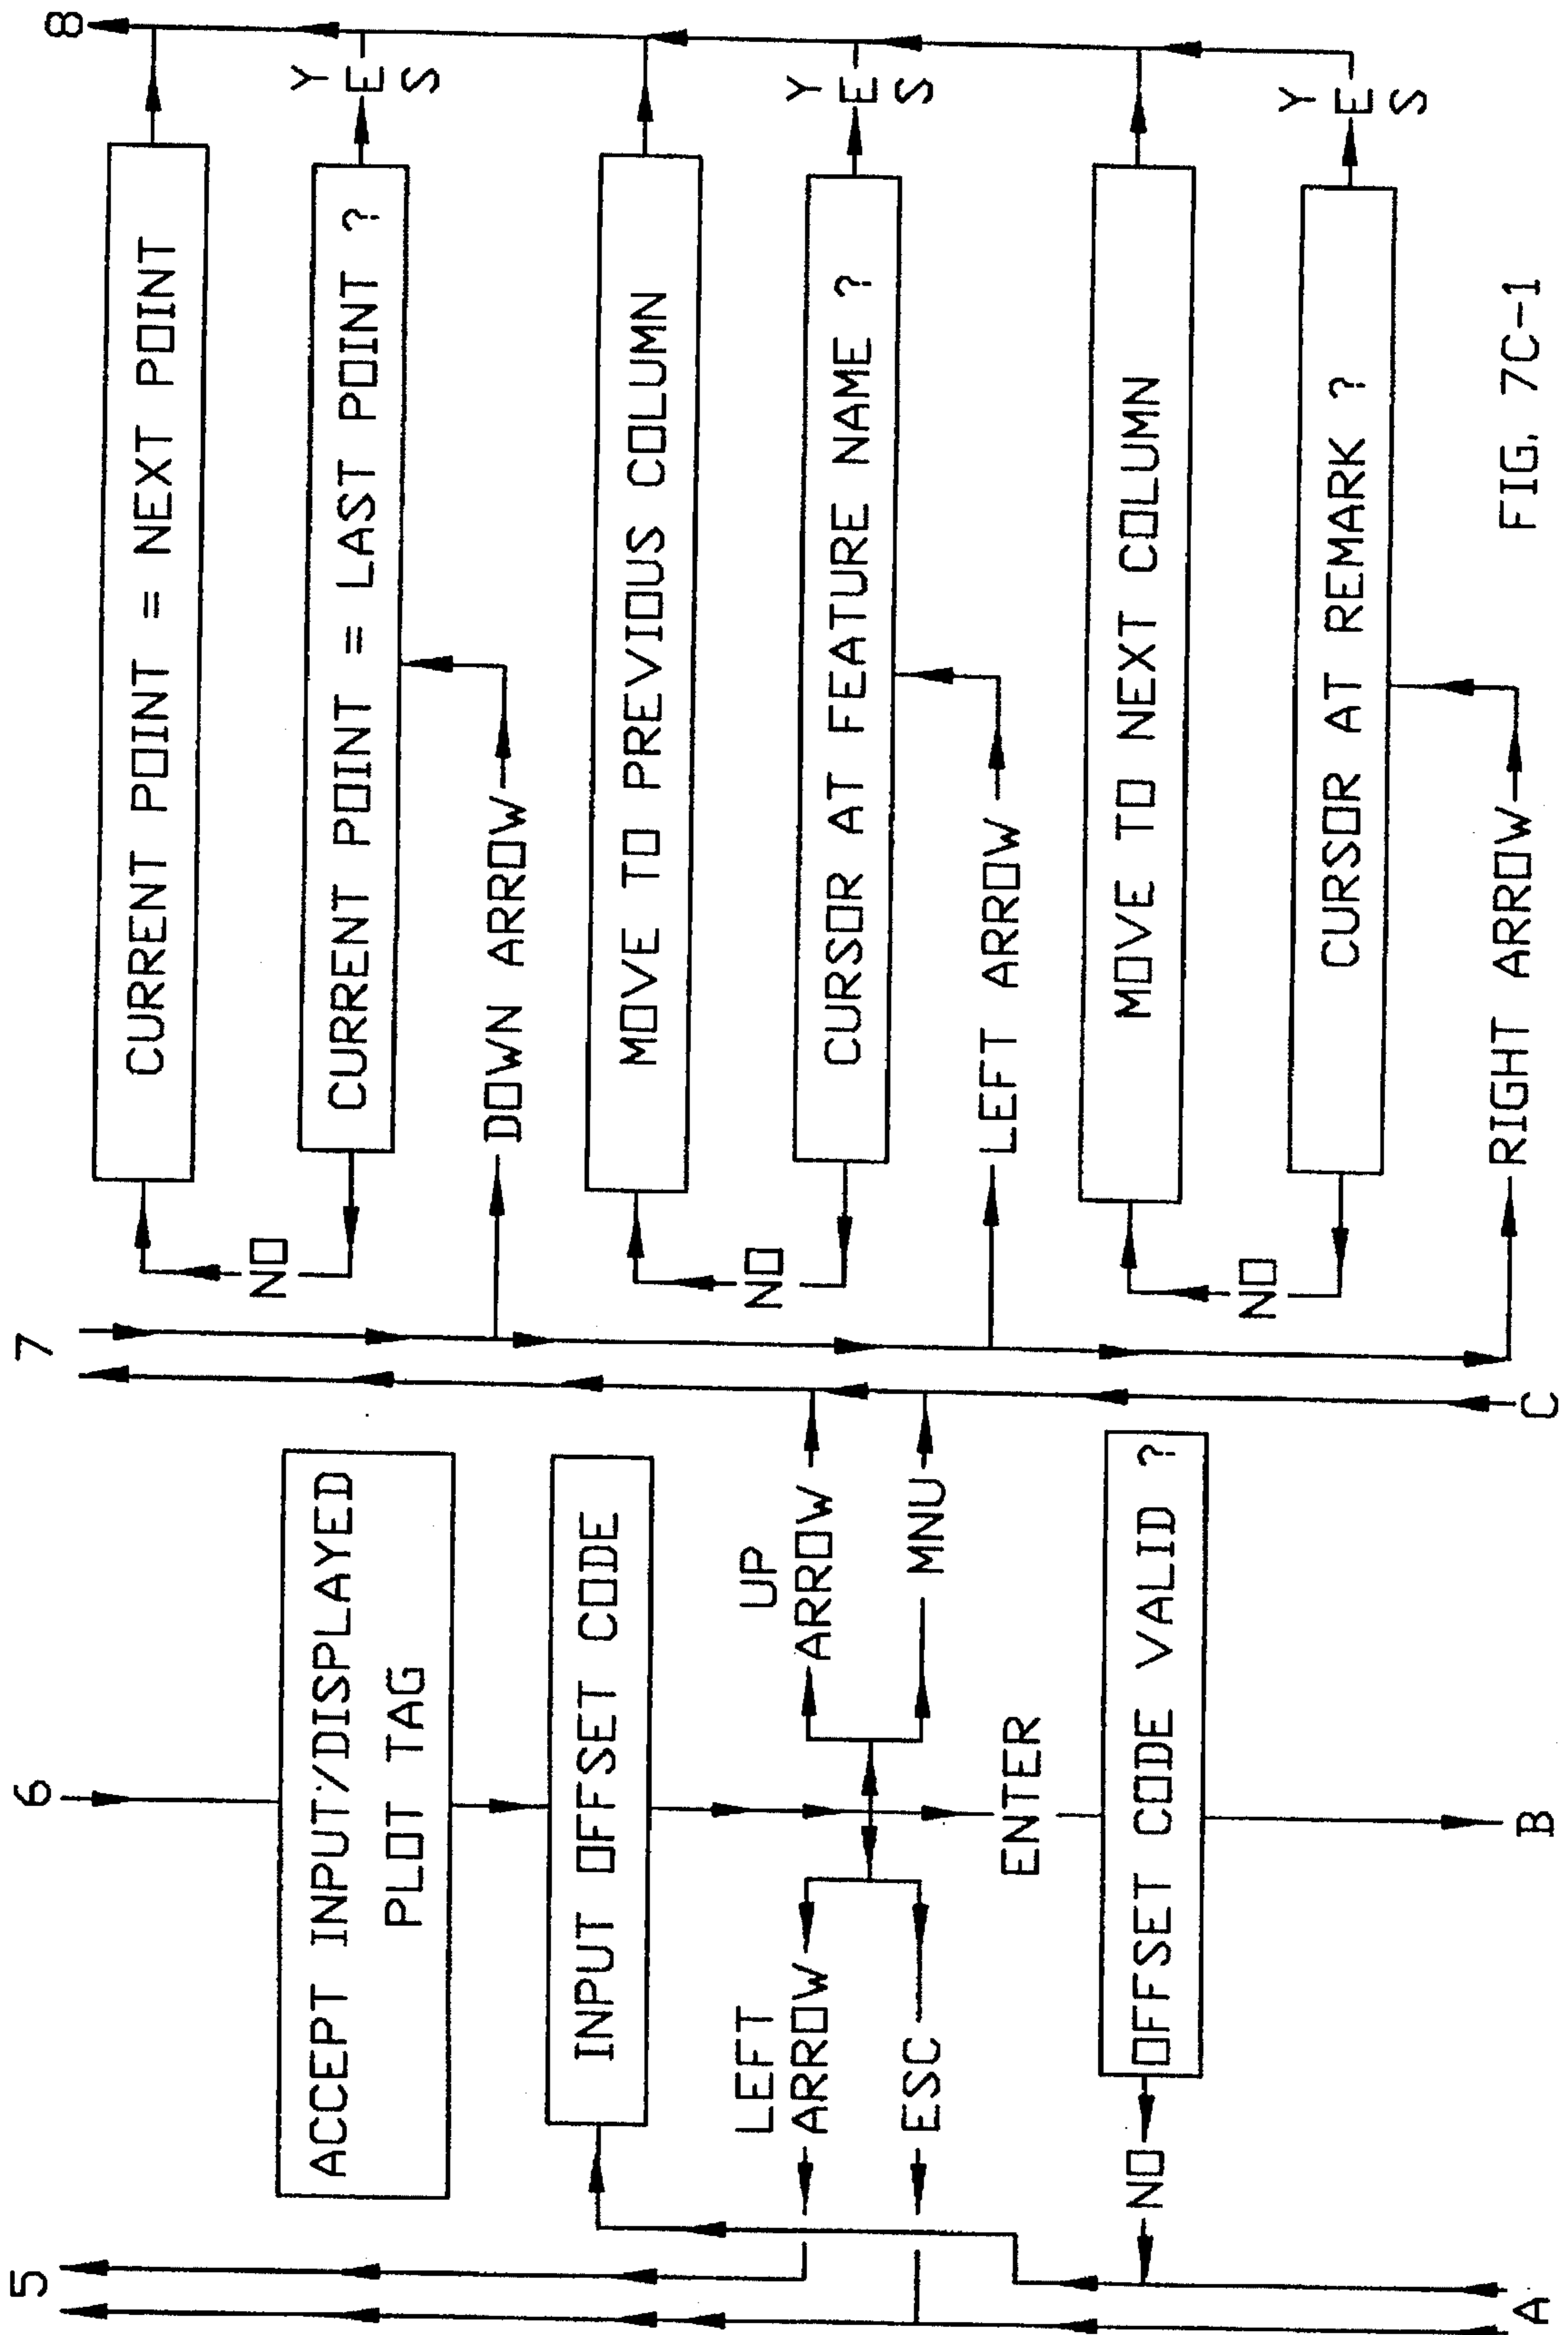 5
6
7
8
ACCEPT INPUT/DISPLAYED
PLOT TAG
INPUT OFFSET CODE
LEFT
ARROW
ESC
UP
ARROW
MNU
ENTER
OFFSET CODE VALID ?
NO
A
B
C
CURRENT POINT = NEXT POINT
NO
CURRENT POINT = LAST POINT ?
YES
DOWN ARROW
MOVE TO PREVIOUS COLUMN
NO
CURSOR AT FEATURE NAME ?
YES
LEFT ARROW
MOVE TO NEXT COLUMN
NO
CURSOR AT REMARK ?
YES
RIGHT ARROW
FIG. 7C-1